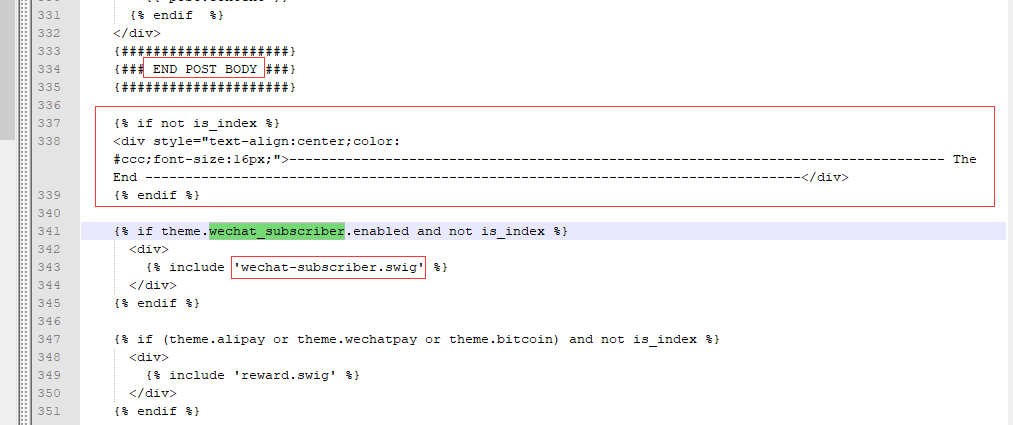 331 {% endif  %}
332 </div>
333 {#####################}
334 {### END POST BODY ###}
335 {#####################}
336
337 {% if not is_index %}
338 <div style="text-align:center;color:
#ccc;font-size:16px;">---------------------------------------------------------------------------------- The
End ----------------------------------------------------------------------------------</div>
339 {% endif %}
340
341 {% if theme.wechat_subscriber.enabled and not is_index %}
342 <div>
343 {% include 'wechat-subscriber.swig' %}
344 </div>
345 {% endif %}
346
347 {% if (theme.alipay or theme.wechatpay or theme.bitcoin) and not is_index %}
348 <div>
349 {% include 'reward.swig' %}
350 </div>
351 {% endif %}